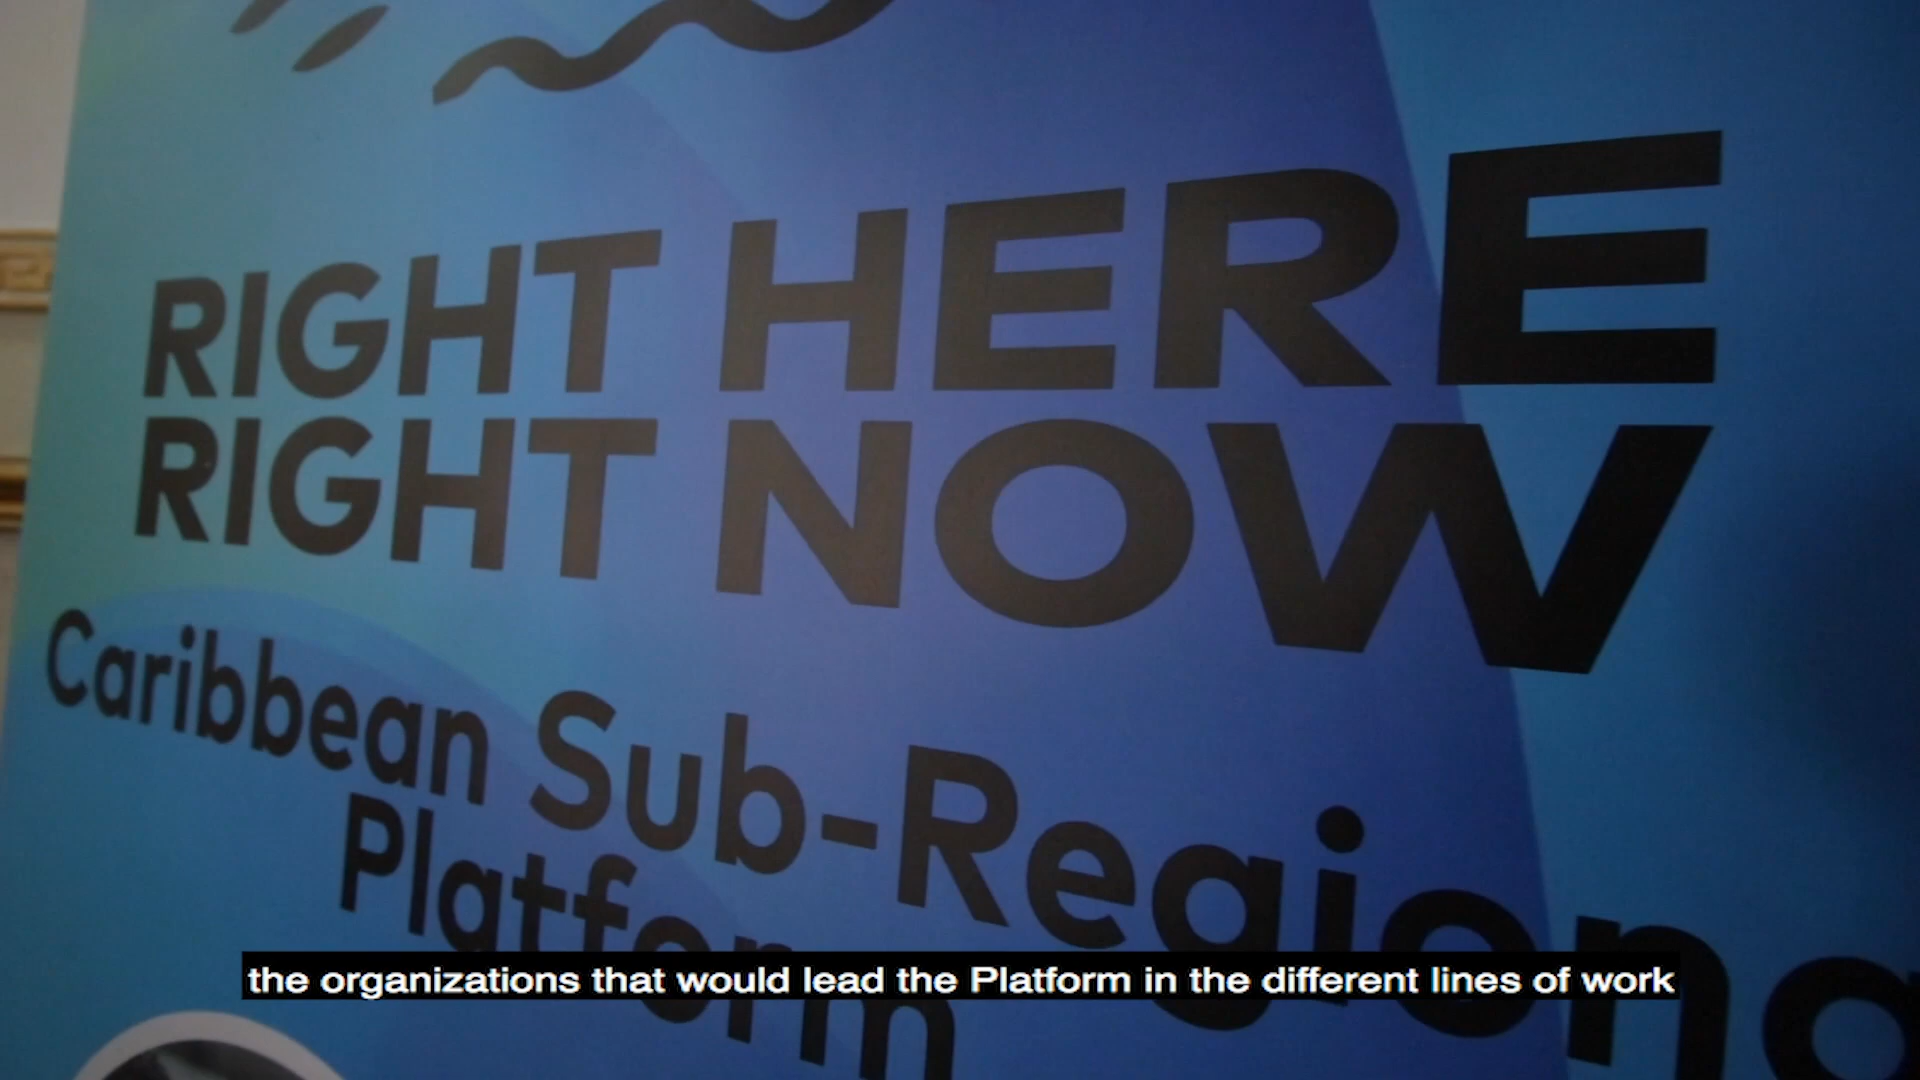 RIGHT HERE
RIGHT NOW
Caribbean Sub-Regiona
Platform
the organizations that would lead the Platform in the different lines of work